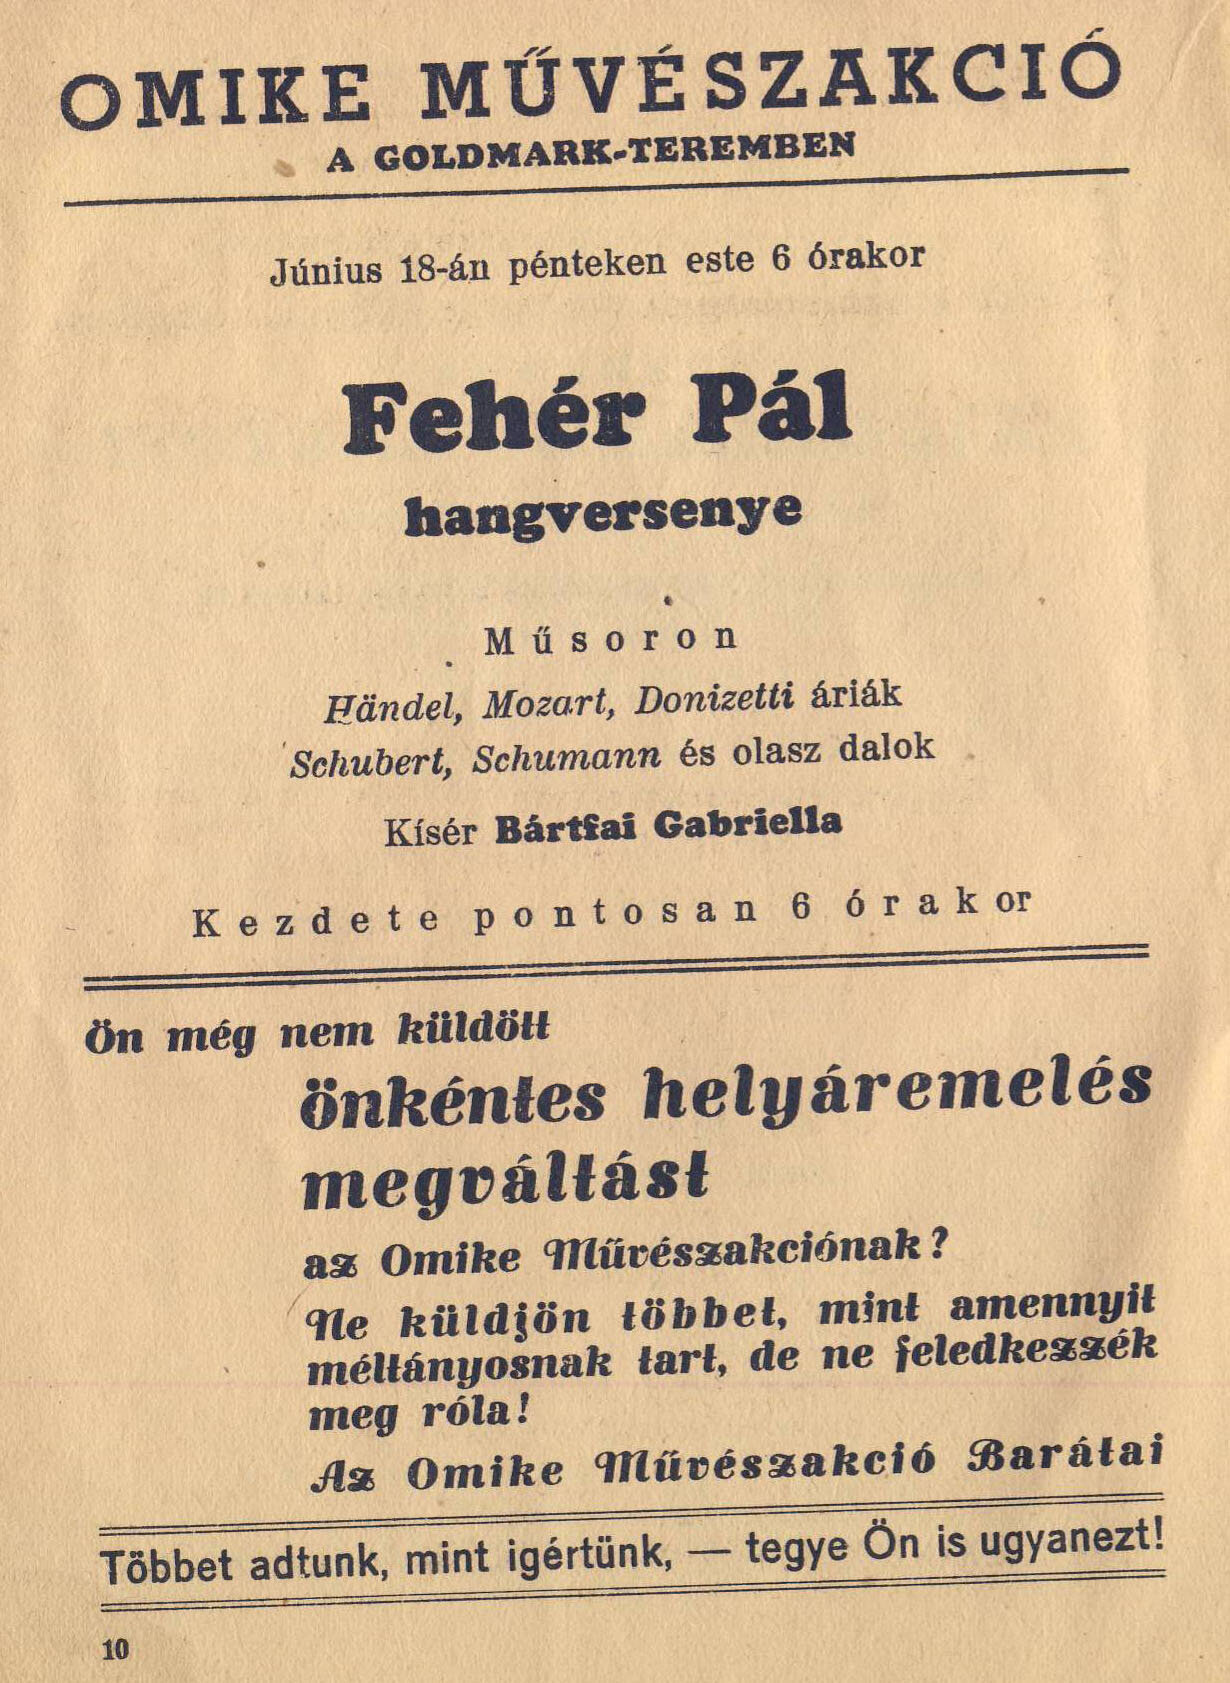 OMIKE MŰVÉSZAKCIÓ
A GOLDMARK-TEREMBEN
Június 18-án pénteken este 6 órakor
Fehér Pál
hangversenye
Műsoron
Händel, Mozart, Donizetti áriák
Schubert, Schumann és olasz dalok
Kísér Bártfai Gabriella
Kezdete pontosan 6 órakor
Ön még nem küldött
önkéntes helyáremelés
megváltást
az Omike Művészakciónak?
Ne küldjön többet, mint amennyit
méltányosnak tart, de ne feledkezzék
meg róla!
Az Omike Művészakció Barátai
Többet adtunk, mint igértünk, — tegye Ön is ugyanezt!
10